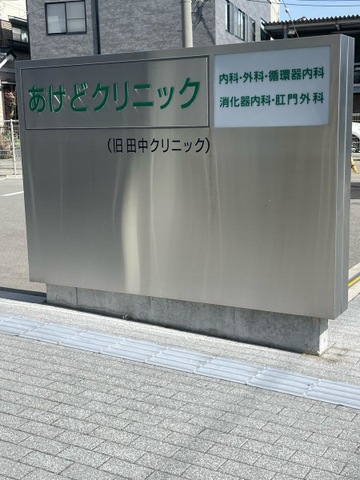 あけどクリニック
内科・外科・循環器内科
消化器内科・肛門外科
（旧 田中クリニック）